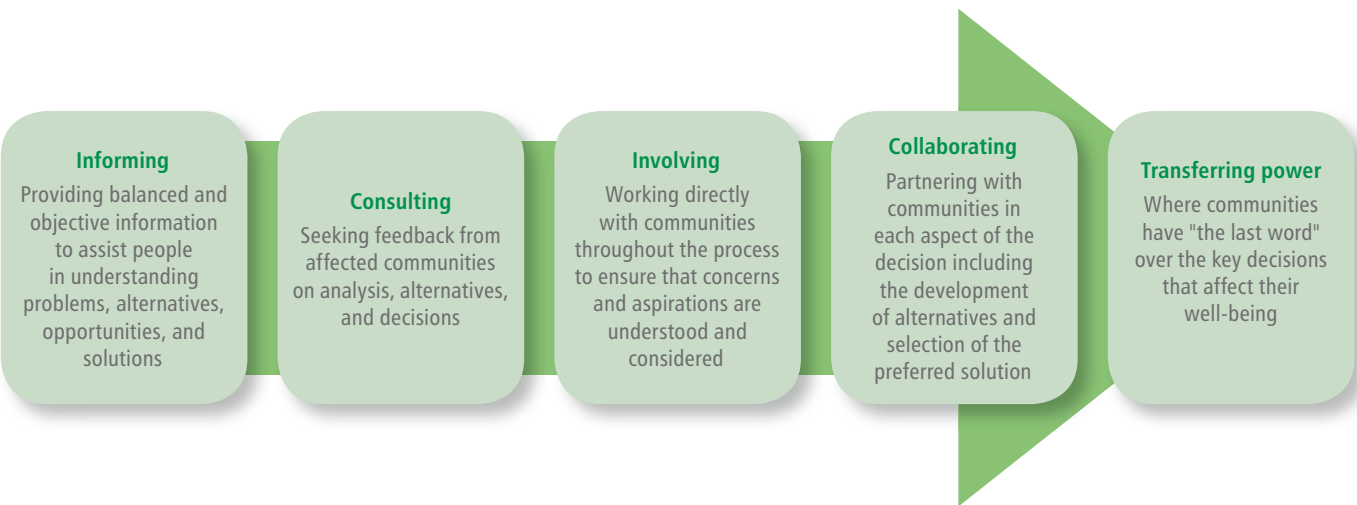 Informing
Providing balanced and
objective information
to assist people
in understanding
problems, alternatives,
opportunities, and
solutions
Consulting
Seeking feedback from
affected communities
on analysis, alternatives,
and decisions
Involving
Working directly
with communities
throughout the process
to ensure that concerns
and aspirations are
understood and
considered
Collaborating
Partnering with
communities in
each aspect of the
decision including
the development
of alternatives and
selection of the
preferred solution
Transferring power
Where communities
have "the last word"
over the key decisions
that affect their
well-being